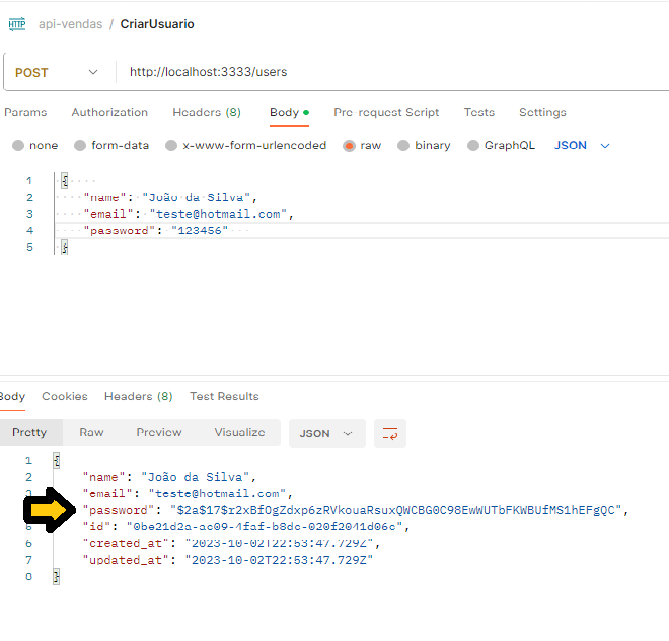 HTTP api-vendas / CriarUsuario
POST http://localhost:3333/users
Params Authorization Headers (8) Body Pre-request Script Tests Settings
none form-data x-www-form-urlencoded raw binary GraphQL JSON
1 {
2 "name": "João da Silva",
3 "email": "teste@hotmail.com",
4 "password": "123456"
5 }
Body Cookies Headers (8) Test Results
Pretty Raw Preview Visualize JSON
1 {
2 "name": "João da Silva",
"email": "teste@hotmail.com",
"password": "$2a$17$r2xBfOgZdxp6zRVkouaRsuxQWCBG0C98EwWUTbFKWBUfMS1hEFgQC",
"id": "0be21d2a-ac09-4faf-b8dc-020f2041d06c",
6 "created_at": "2023-10-02T22:53:47.729Z",
7 "updated_at": "2023-10-02T22:53:47.729Z"
8 }